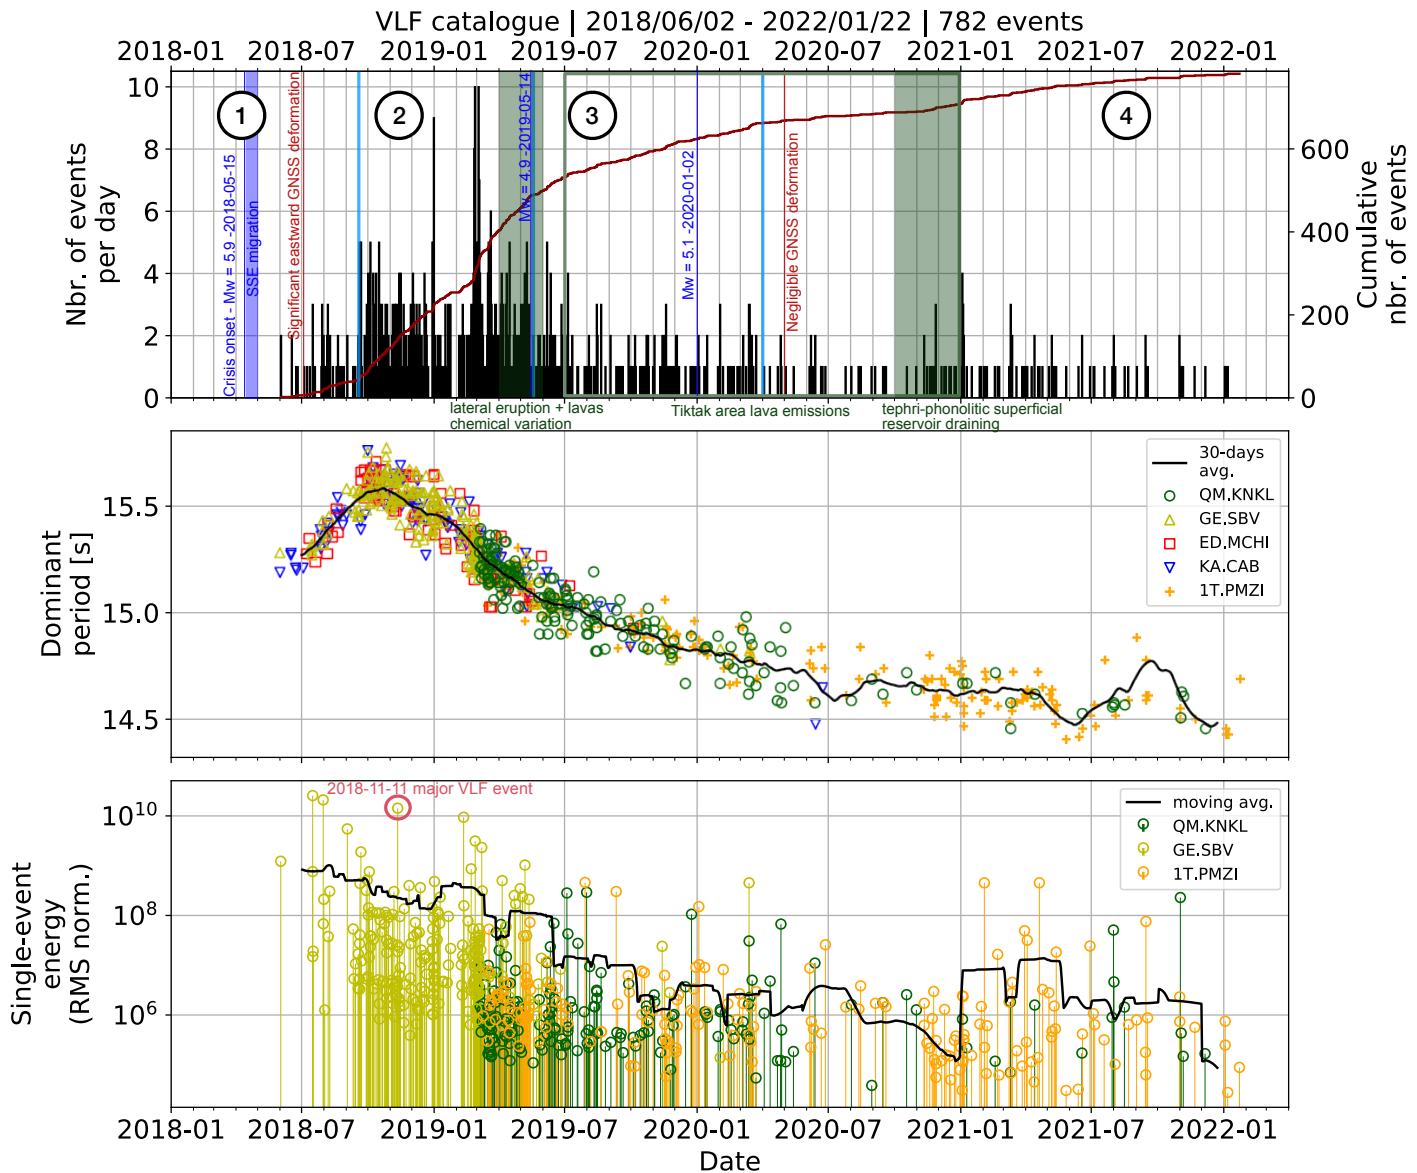 VLF catalogue | 2018/06/02 - 2022/01/22 | 782 events
2018-01 2018-07 2019-01 2019-07 2020-01 2020-07 2021-01 2021-07 2022-01
Nbr. of events
per day
10
8
6
4
2
0
1
2
3
4
Crisis onset - Mw = 5.9 -2018-05-15
SSE migration
Significant eastward GNSS deformation
Mw = 4.9 -2019-05-14
Mw = 5.1 -2020-01-02
Negligible GNSS deformation
600
400
200
0
Cumulative
nbr. of events
lateral eruption + lavas
chemical variation
Tiktak area lava emissions
tephri-phonolitic superficial
reservoir draining
Dominant
period [s]
15.5
15.0
14.5
30-days
avg.
QM.KNKL
GE.SBV
ED.MCHI
KA.CAB
1T.PMZI
Single-event
energy
(RMS norm.)
10¹⁰
10⁸
10⁶
2018-11-11 major VLF event
moving avg.
QM.KNKL
GE.SBV
1T.PMZI
2018-01 2018-07 2019-01 2019-07 2020-01 2020-07 2021-01 2021-07 2022-01
Date